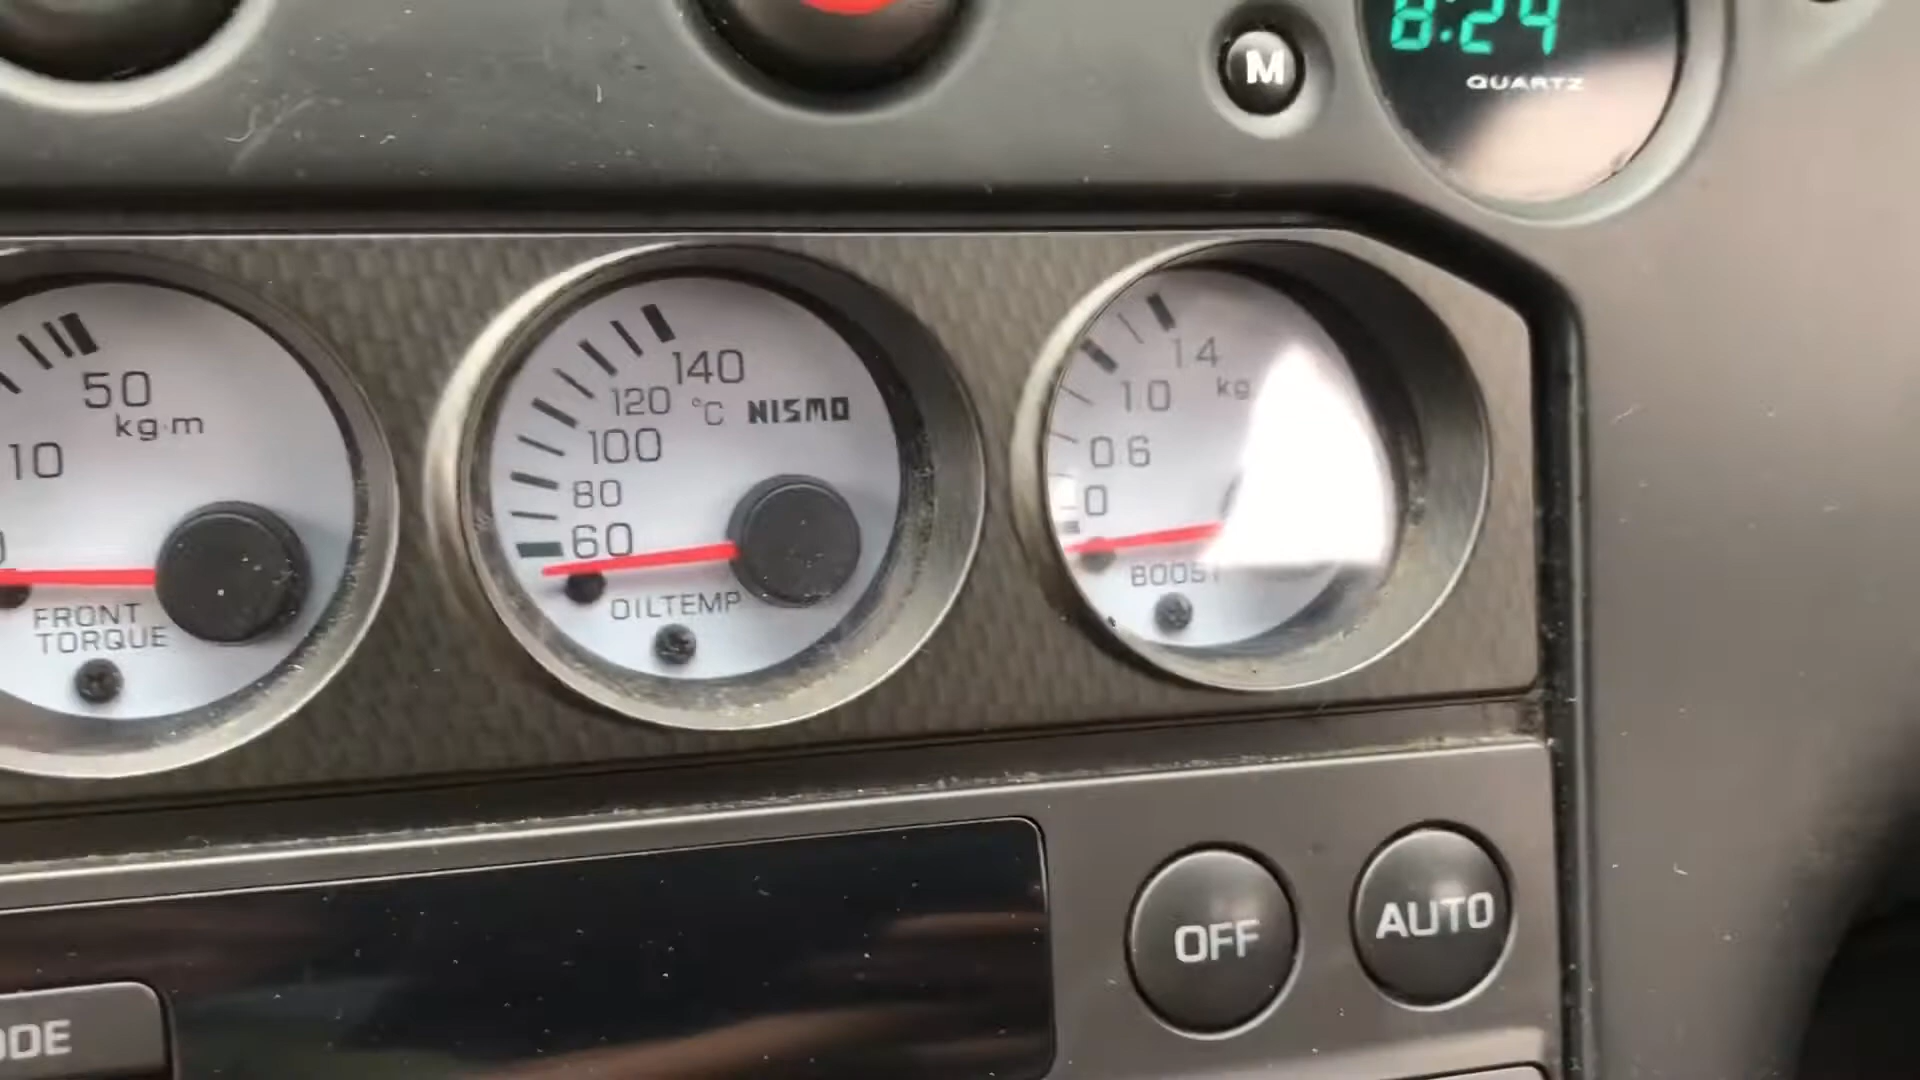 8:24
QUARTZ
M
50
kg·m
10
FRONT
TORQUE
140
120
°C
NISMO
100
80
60
OILTEMP
1.4
kg
1.0
0.6
0
BOOST
OFF
AUTO
ODE